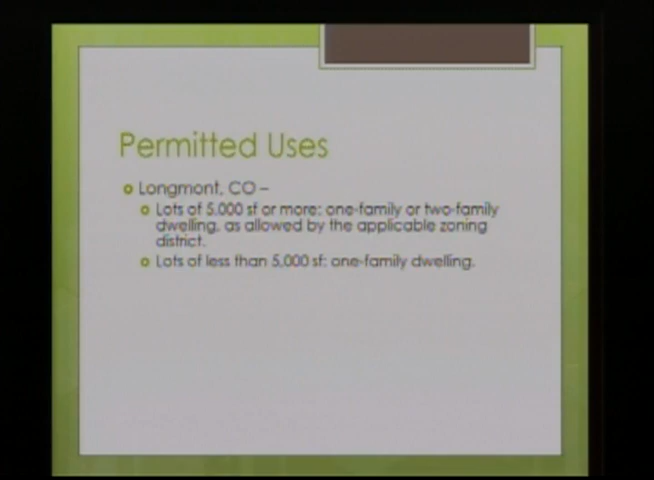 Permitted Uses
Longmont, CO –
Lots of 5,000 sf or more: one-family or two-family
dwelling, as allowed by the applicable zoning
district.
Lots of less than 5,000 sf: one-family dwelling.